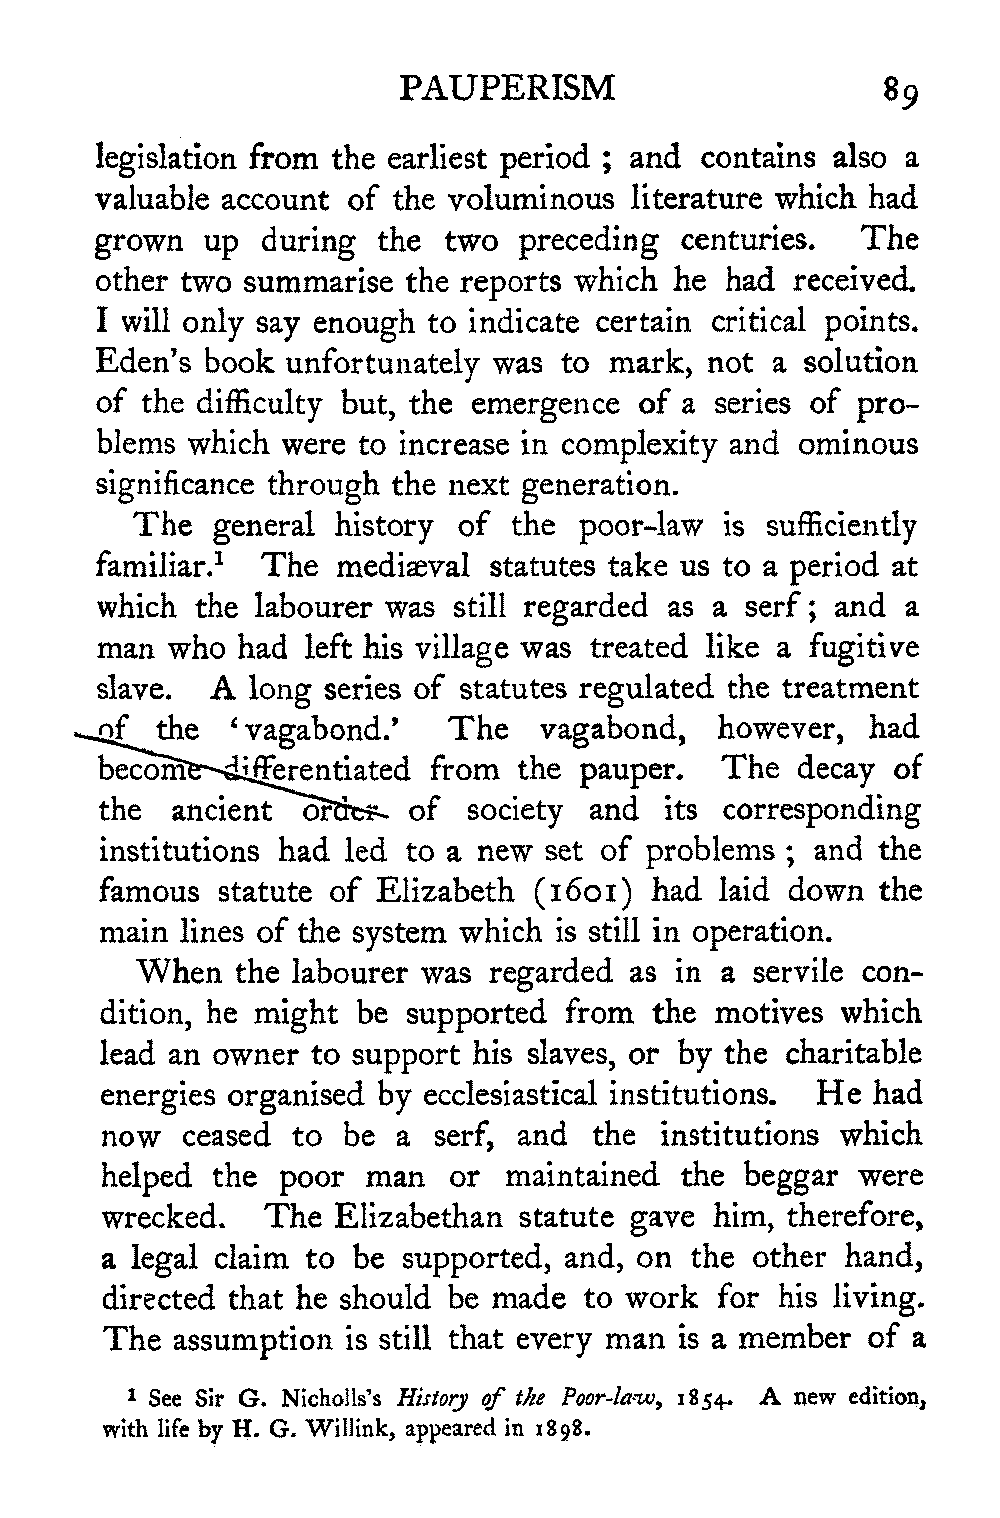 PAUPERISM 89
legislation from the earliest period ; and contains also a
valuable account of the voluminous literature which had
grown up during the two preceding centuries. The
other two summarise the reports which he had received.
I will only say enough to indicate certain critical points.
Eden's book unfortunately was to mark, not a solution
of the difficulty but, the emergence of a series of pro-
blems which were to increase in complexity and ominous
significance through the next generation.
The general history of the poor-law is sufficiently
familiar.¹ The mediæval statutes take us to a period at
which the labourer was still regarded as a serf ; and a
man who had left his village was treated like a fugitive
slave. A long series of statutes regulated the treatment
of the ‘vagabond.’ The vagabond, however, had
become differentiated from the pauper. The decay of
the ancient order of society and its corresponding
institutions had led to a new set of problems ; and the
famous statute of Elizabeth (1601) had laid down the
main lines of the system which is still in operation.
When the labourer was regarded as in a servile con-
dition, he might be supported from the motives which
lead an owner to support his slaves, or by the charitable
energies organised by ecclesiastical institutions. He had
now ceased to be a serf, and the institutions which
helped the poor man or maintained the beggar were
wrecked. The Elizabethan statute gave him, therefore,
a legal claim to be supported, and, on the other hand,
directed that he should be made to work for his living.
The assumption is still that every man is a member of a
¹ See Sir G. Nicholls's History of the Poor-law, 1854. A new edition,
with life by H. G. Willink, appeared in 1898.